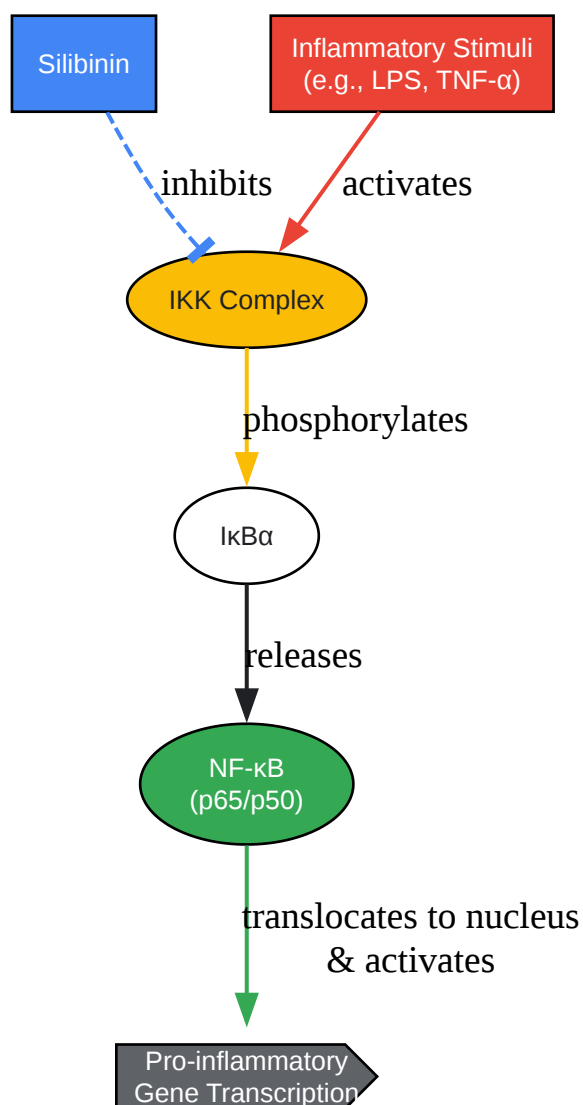 Silibinin
Inflammatory Stimuli
(e.g., LPS, TNF-α)
inhibits
activates
IKK Complex
phosphorylates
IκBα
releases
NF-κB
(p65/p50)
translocates to nucleus
& activates
Pro-inflammatory
Gene Transcription